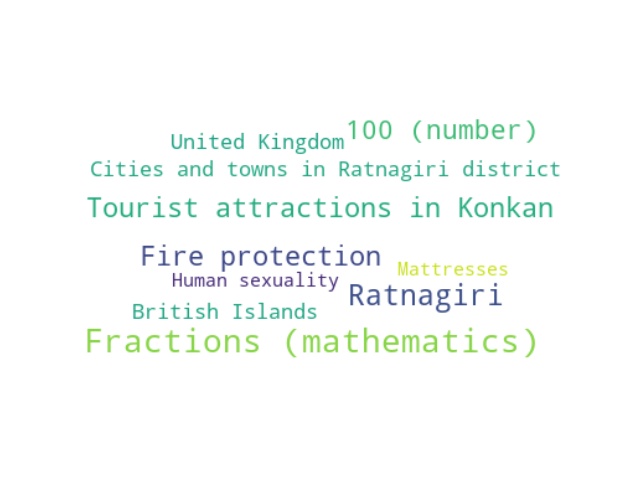 100 (number)
United Kingdom
Cities and towns in Ratnagiri district
Tourist attractions in Konkan
Fire protection
Mattresses
Human sexuality
Ratnagiri
British Islands
Fractions (mathematics)